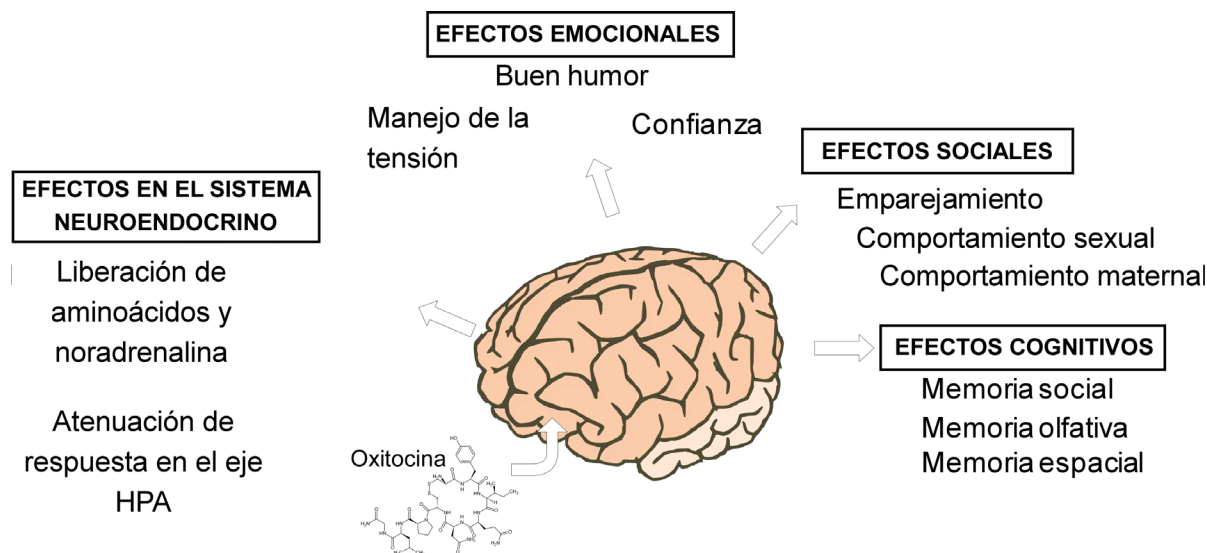 EFECTOS EMOCIONALES
Buen humor
Manejo de la
tensión
Confianza
EFECTOS SOCIALES
Emparejamiento
Comportamiento sexual
Comportamiento maternal
EFECTOS EN EL SISTEMA
NEUROENDOCRINO
Liberación de
aminoácidos y
noradrenalina
Atenuación de
respuesta en el eje
HPA
EFECTOS COGNITIVOS
Memoria social
Memoria olfativa
Memoria espacial
Oxitocina